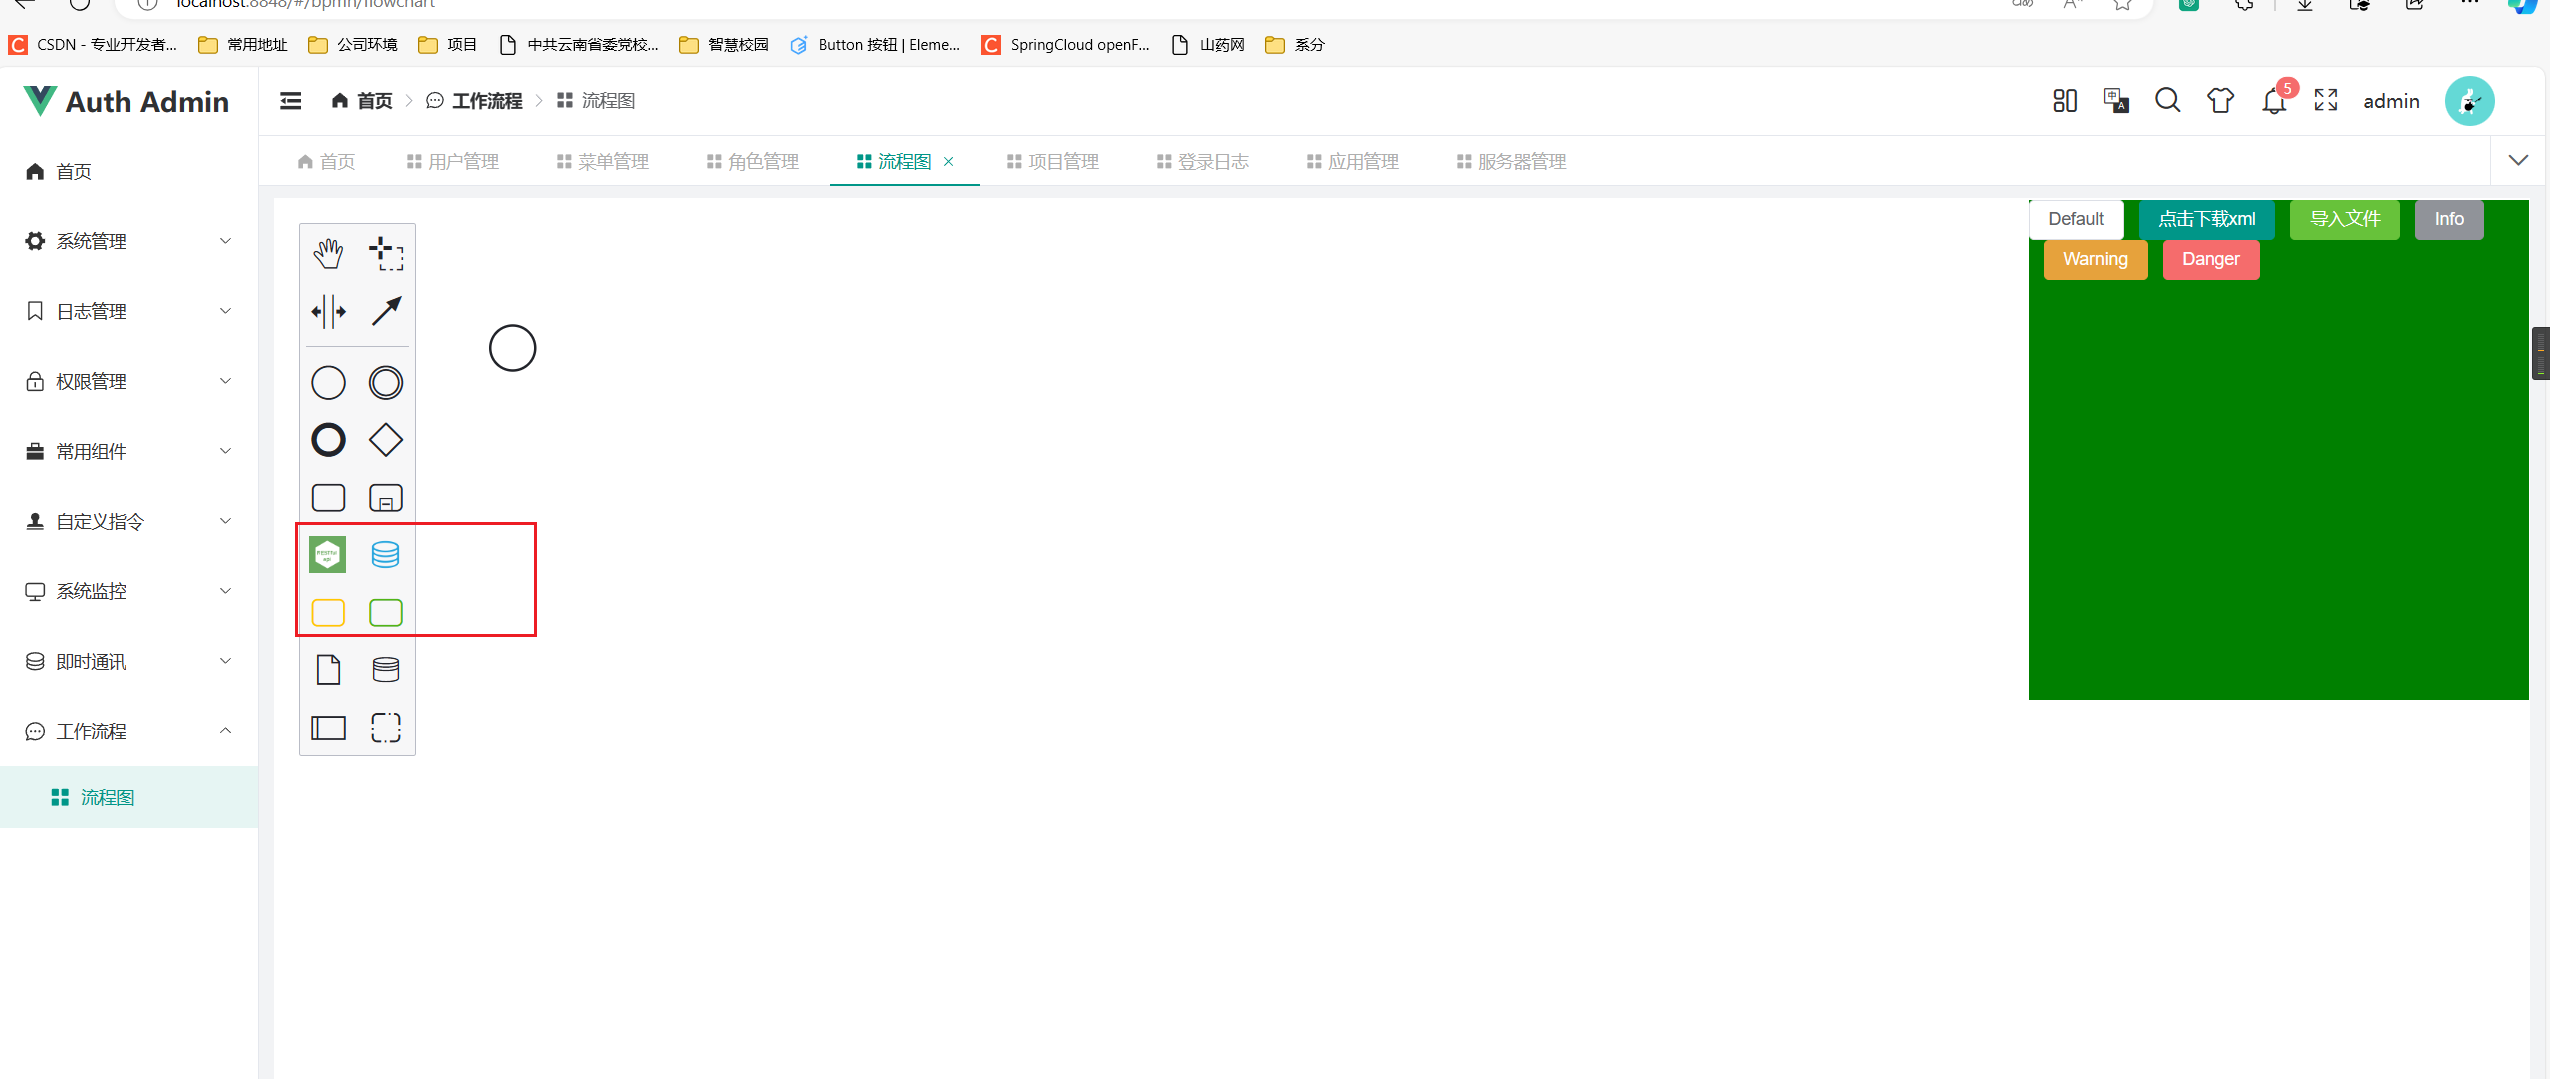 localhost:8848/#/bpmn/flowchart
CSDN - 专业开发者... 常用地址 公司环境 项目 中共云南省委党校... 智慧校园 Button 按钮 | Eleme... SpringCloud openF... 山药网 系分
Auth Admin
首页 工作流程 流程图
5
admin
首页 用户管理 菜单管理 角色管理 流程图 项目管理 登录日志 应用管理 服务器管理
首页
系统管理
日志管理
权限管理
常用组件
自定义指令
系统监控
即时通讯
工作流程
流程图
Default 点击下载xml 导入文件 Info
Warning Danger
RESTful
api